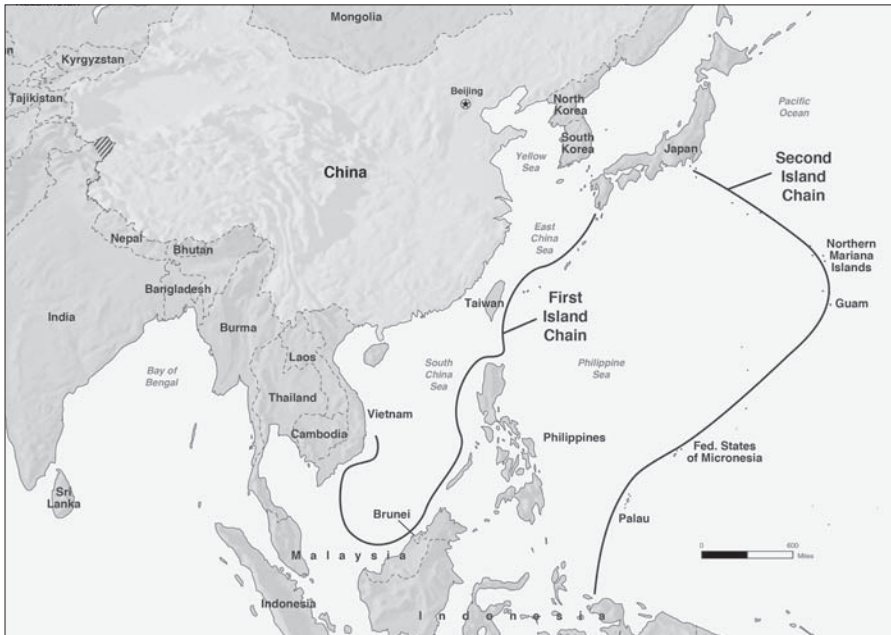 Mongolia
Kyrgyzstan
Tajikistan
Beijing
North
Korea
South
Korea
Japan
Pacific
Ocean
Yellow
Sea
China
Second
Island
Chain
Nepal
Bhutan
East
China
Sea
Northern
Mariana
Islands
Bangladesh
Taiwan
First
Island
Chain
Guam
India
Burma
Laos
Bay of
Bengal
South
China
Sea
Philippine
Sea
Thailand
Vietnam
Cambodia
Philippines
Fed. States
of Micronesia
Sri
Lanka
Brunei
Palau
Malaysia
0 600
Miles
Indonesia
Indonesia